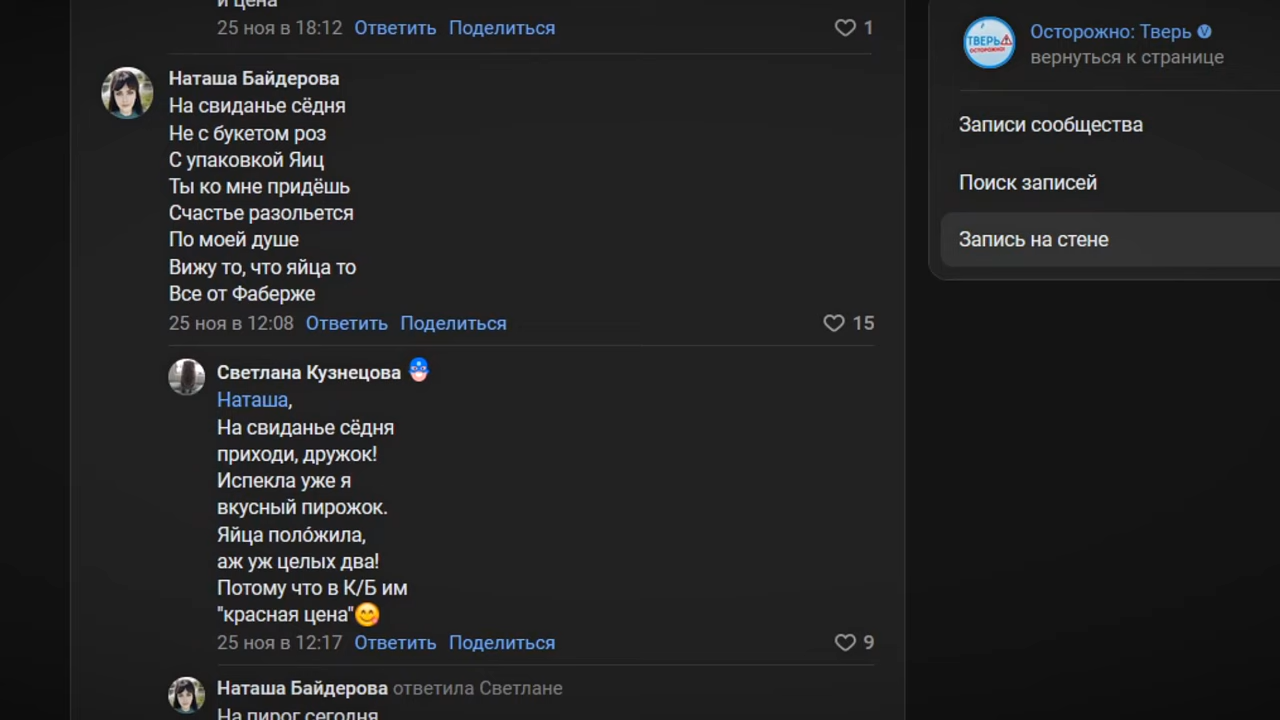 и цена
25 ноя в 18:12 Ответить Поделиться 1
Наташа Байдерова
На свиданье сёдня
Не с букетом роз
С упаковкой Яиц
Ты ко мне придёшь
Счастье разольется
По моей душе
Вижу то, что яйца то
Все от Фаберже
25 ноя в 12:08 Ответить Поделиться 15
Светлана Кузнецова
Наташа,
На свиданье сёдня
приходи, дружок!
Испекла уже я
вкусный пирожок.
Яйца поло́жила,
аж уж целых два!
Потому что в К/Б им
"красная цена"😋
25 ноя в 12:17 Ответить Поделиться 9
Наташа Байдерова ответила Светлане
На пирог сегодня
ТВЕРЬ
ОСТОРОЖНО!
Осторожно: Тверь
вернуться к странице
Записи сообщества
Поиск записей
Запись на стене